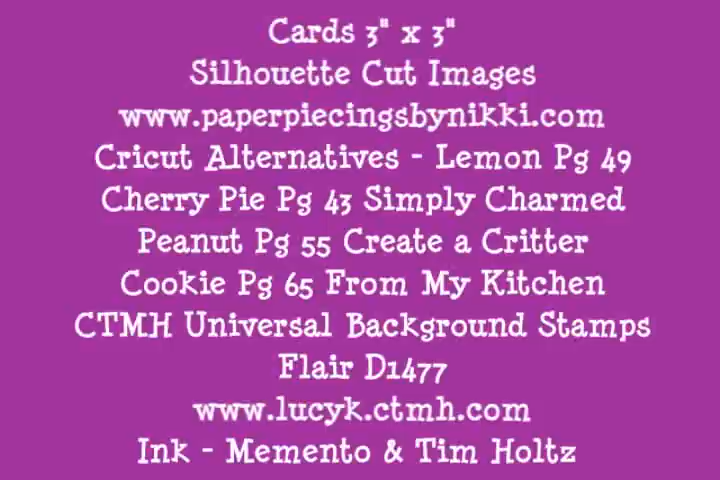 Cards 3" x 3"
Silhouette Cut Images
www.paperpiecingsbynikki.com
Cricut Alternatives - Lemon Pg 49
Cherry Pie Pg 43 Simply Charmed
Peanut Pg 55 Create a Critter
Cookie Pg 65 From My Kitchen
CTMH Universal Background Stamps
Flair D1477
www.lucyk.ctmh.com
Ink - Memento & Tim Holtz